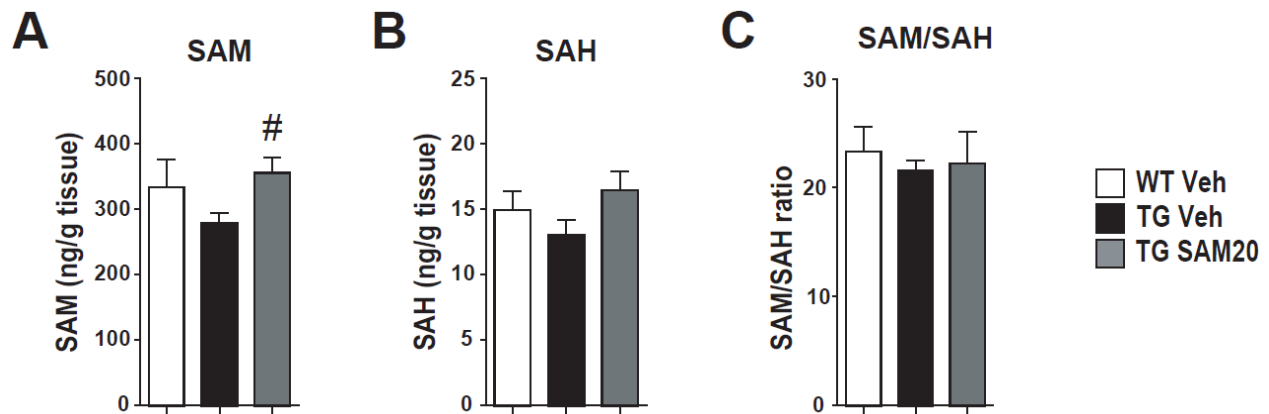 A
SAM
SAM (ng/g tissue)
500
400
300
200
100
0
#
B
SAH
SAH (ng/g tissue)
25
20
15
10
5
0
C
SAM/SAH
SAM/SAH ratio
30
20
10
0
WT Veh
TG Veh
TG SAM20